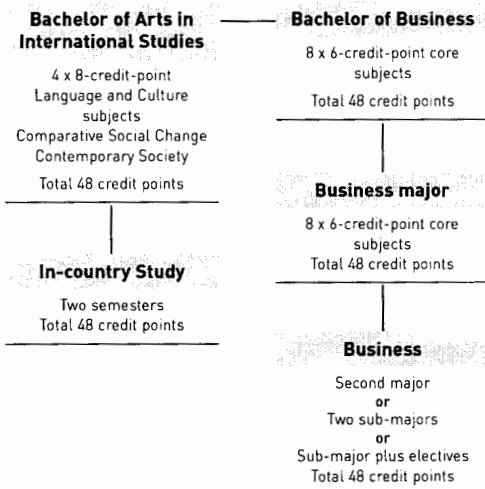 Bachelor of Arts in
International Studies
4 x 8-credit-point
Language and Culture
subjects
Comparative Social Change
Contemporary Society
Total 48 credit points
In-country Study
Two semesters
Total 48 credit points
Bachelor of Business
8 x 6-credit-point core
subjects
Total 48 credit points
Business major
8 x 6-credit-point core
subjects
Total 48 credit points
Business
Second major
or
Two sub-majors
or
Sub-major plus electives
Total 48 credit points